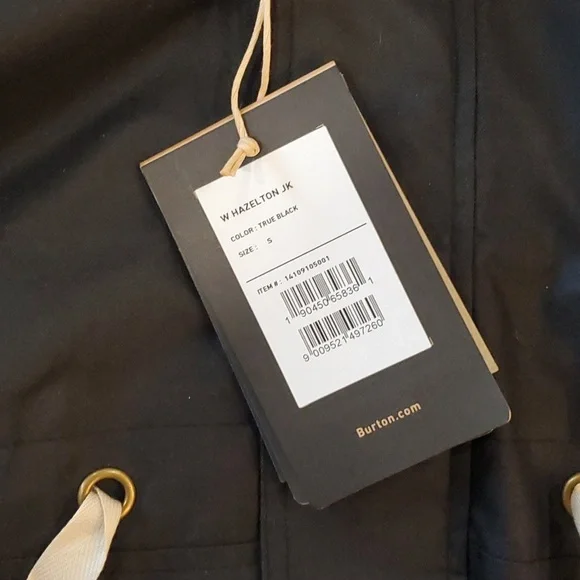 W HAZELTON JK
COLOR : TRUE BLACK
SIZE : S
ITEM # : 14109105001
1 90450 65836 1
9 009521 497260
Burton.com